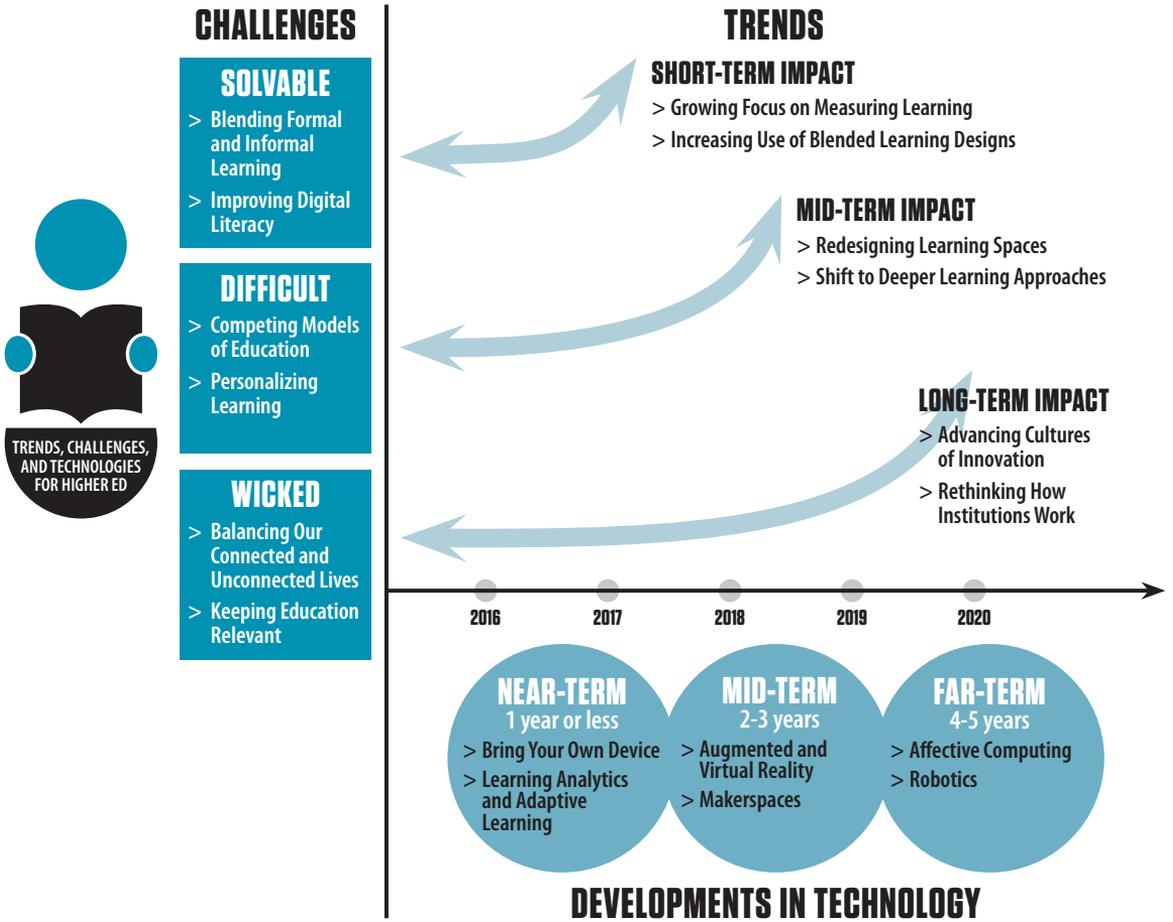 CHALLENGES
SOLVABLE
> Blending Formal
and Informal
Learning
> Improving Digital
Literacy
DIFFICULT
> Competing Models
of Education
> Personalizing
Learning
WICKED
> Balancing Our
Connected and
Unconnected Lives
> Keeping Education
Relevant
TRENDS, CHALLENGES,
AND TECHNOLOGIES
FOR HIGHER ED
TRENDS
SHORT-TERM IMPACT
> Growing Focus on Measuring Learning
> Increasing Use of Blended Learning Designs
MID-TERM IMPACT
> Redesigning Learning Spaces
> Shift to Deeper Learning Approaches
LONG-TERM IMPACT
> Advancing Cultures
of Innovation
> Rethinking How
Institutions Work
2016 2017 2018 2019 2020
NEAR-TERM
1 year or less
> Bring Your Own Device
> Learning Analytics
and Adaptive
Learning
MID-TERM
2-3 years
> Augmented and
Virtual Reality
> Makerspaces
FAR-TERM
4-5 years
> Affective Computing
> Robotics
DEVELOPMENTS IN TECHNOLOGY